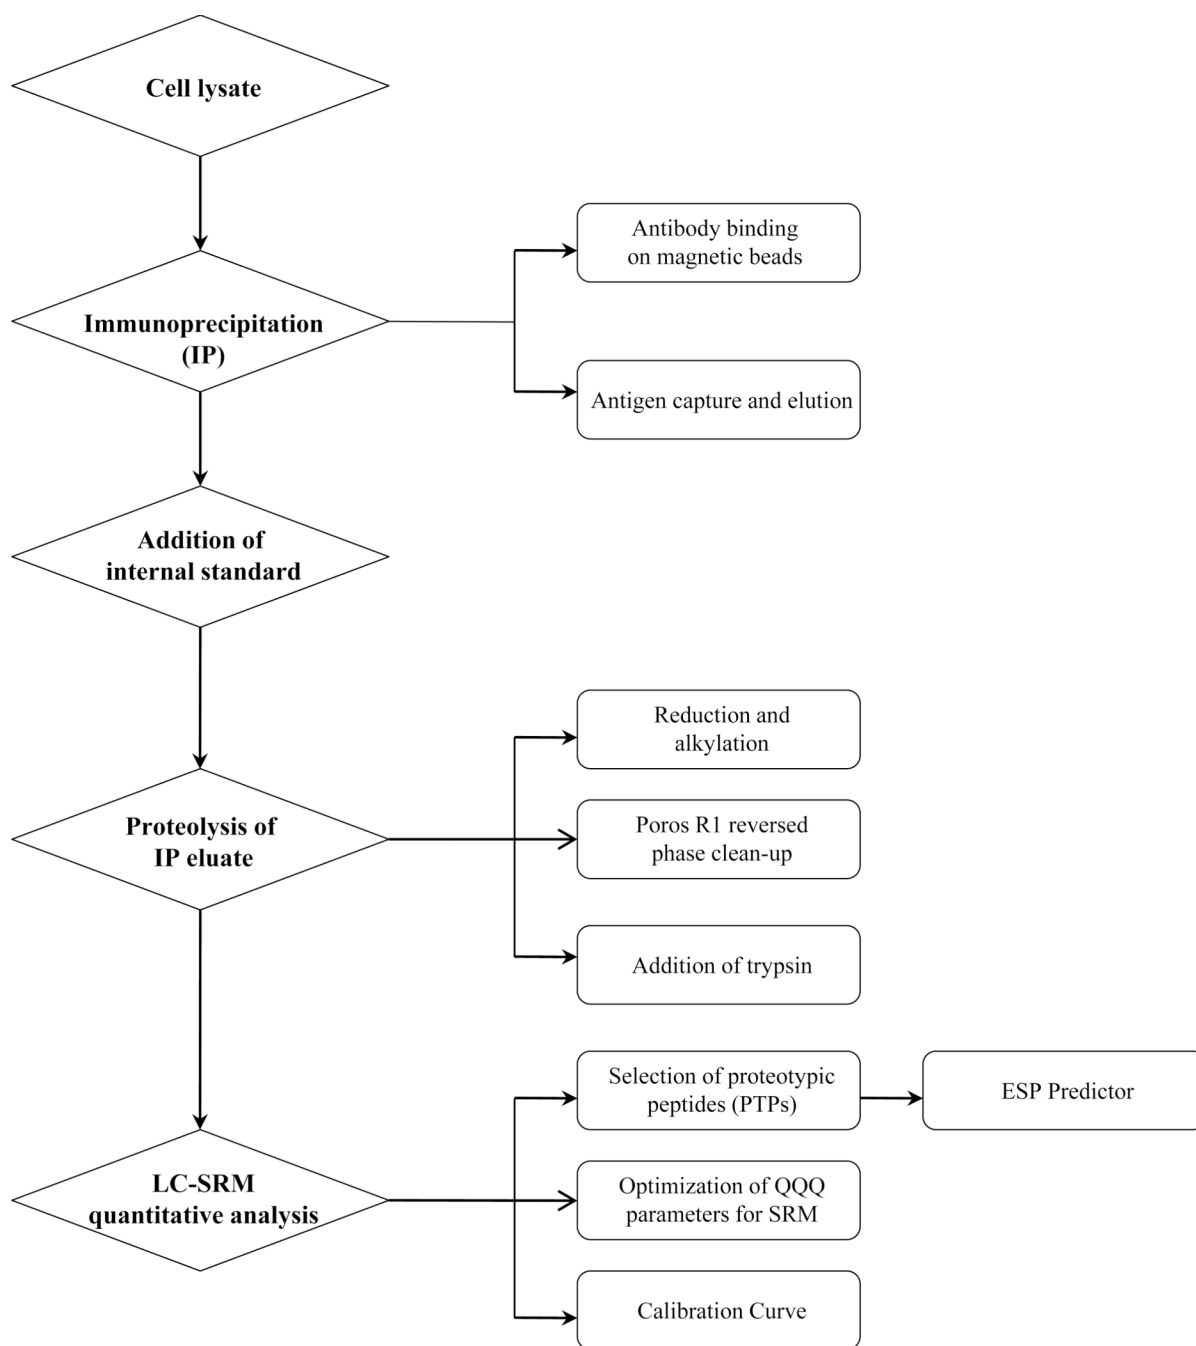 Cell lysate
Antibody binding
on magnetic beads
Immunoprecipitation
(IP)
Antigen capture and elution
Addition of
internal standard
Reduction and
alkylation
Proteolysis of
IP eluate
Poros R1 reversed
phase clean-up
Addition of trypsin
Selection of proteotypic
peptides (PTPs)
ESP Predictor
LC-SRM
quantitative analysis
Optimization of QQQ
parameters for SRM
Calibration Curve